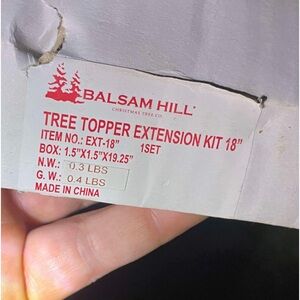 BALSAM HILL
CHRISTMAS TREE CO.
TREE TOPPER EXTENSION KIT 18"
ITEM NO.: EXT-18" 1SET
BOX: 1.5"X1.5"X19.25"
N.W.: 0.3 LBS
G. W.: 0.4 LBS
MADE IN CHINA